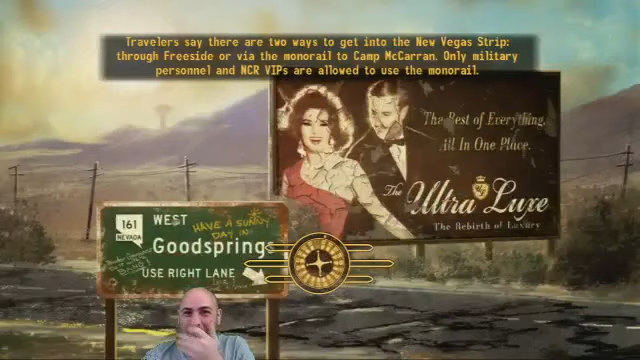 Travelers say there are two ways to get into the New Vegas Strip:
through Freeside or via the monorail to Camp McCarran. Only military
personnel and NCR VIPs are allowed to use the monorail.
The Best of Everything.
All In One Place.
The Ultra Luxe
The Rebirth of Luxury
161
NEVADA
WEST
HAVE A SUNNY
DAY IN
Goodsprings
USE RIGHT LANE